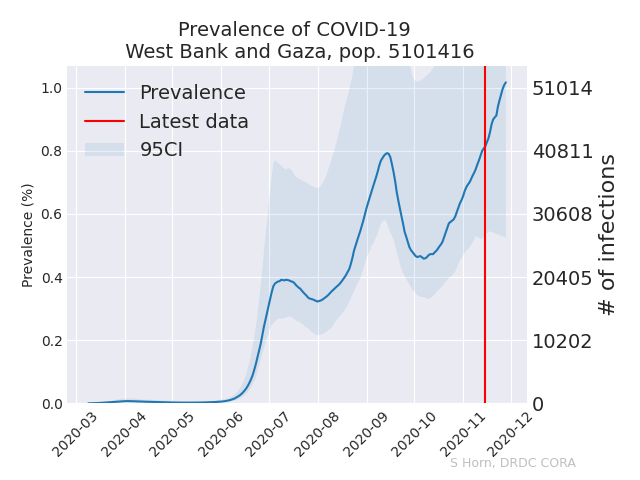 Prevalence of COVID-19
West Bank and Gaza, pop. 5101416
Prevalence
Latest data
95CI
Prevalence (%)
1.0
0.8
0.6
0.4
0.2
0.0
51014
40811
30608
20405
10202
0
# of infections
2020-03
2020-04
2020-05
2020-06
2020-07
2020-08
2020-09
2020-10
2020-11
2020-12
S Horn, DRDC CORA